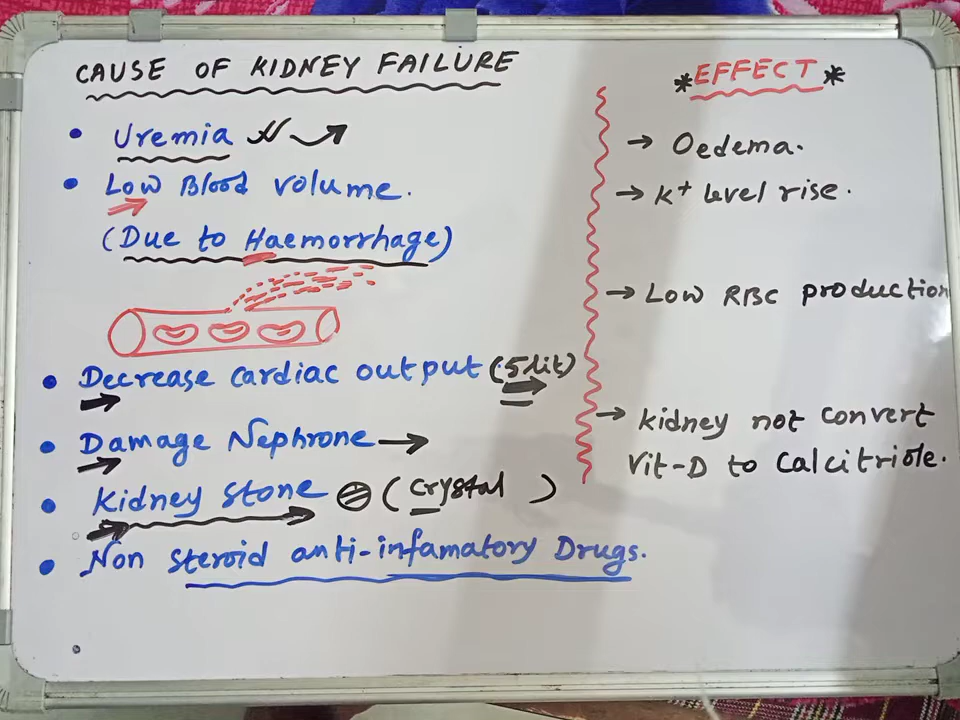 CAUSE OF KIDNEY FAILURE
• Uremia
• Low Blood volume.
(Due to Haemorrhage)
• Decrease cardiac output (5 lit)
• Damage Nephrone →
• Kidney stone (crystal)
• Non steroid anti-infamatory Drugs.
*EFFECT*
→ Oedema.
→ K+ level rise.
→ Low RBC production
→ kidney not convert
Vit-D to Calcitriole.